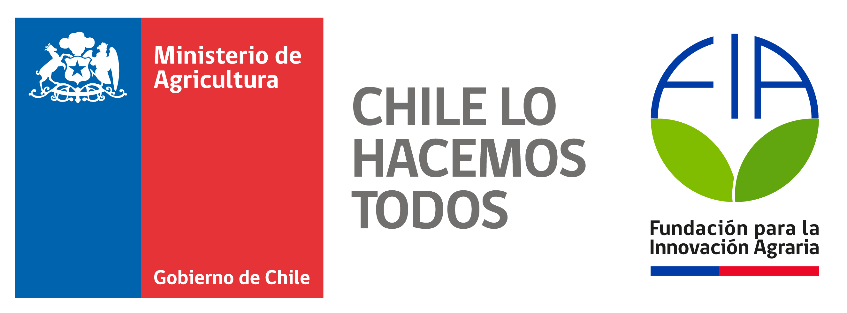 Ministerio de
Agricultura
Gobierno de Chile
CHILE LO
HACEMOS
TODOS
FIA
Fundación para la
Innovación Agraria